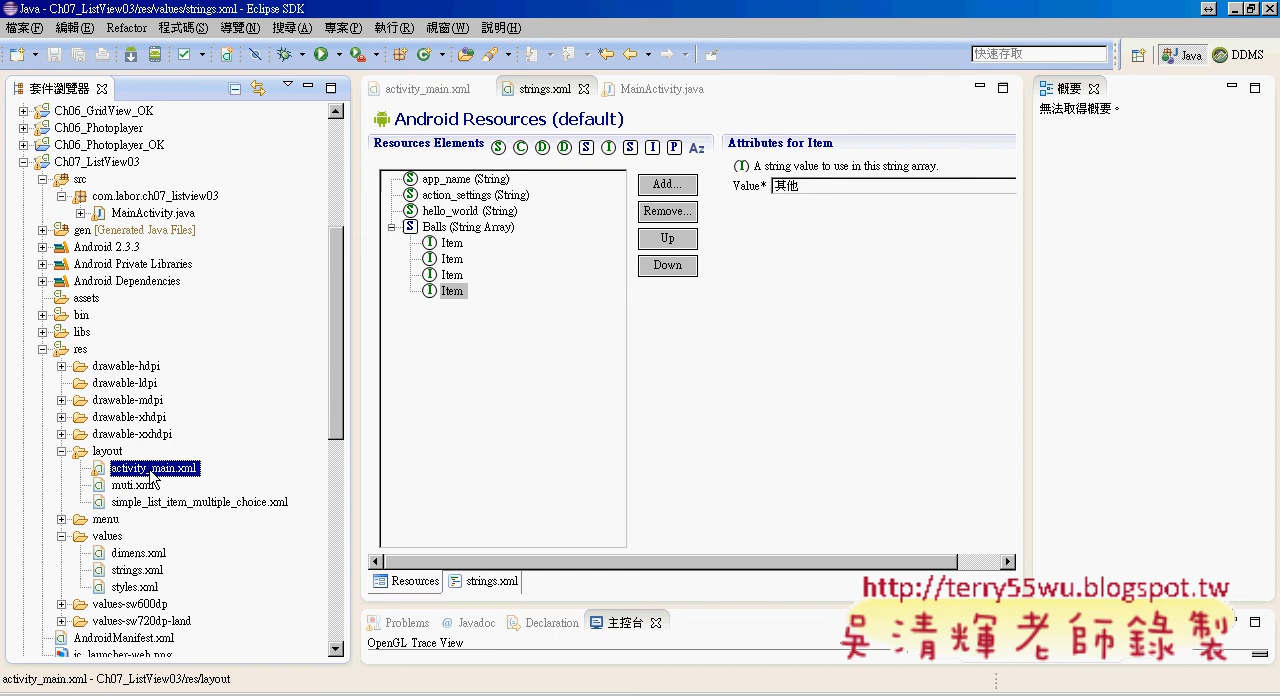 Java - Ch07_ListView03/res/values/strings.xml - Eclipse SDK
檔案(F) 編輯(E) Refactor 程式碼(S) 導覽(N) 搜尋(A) 專案(P) 執行(R) 視窗(W) 說明(H)
快速存取 Java DDMS
套件瀏覽器
Ch06_GridView_OK
Ch06_Photoplayer
Ch06_Photoplayer_OK
Ch07_ListView03
src
com.labor.ch07_listview03
MainActivity.java
gen [Generated Java Files]
Android 2.3.3
Android Private Libraries
Android Dependencies
assets
bin
libs
res
drawable-hdpi
drawable-ldpi
drawable-mdpi
drawable-xhdpi
drawable-xxhdpi
layout
activity_main.xml
muti.xml
simple_list_item_multiple_choice.xml
menu
values
dimens.xml
strings.xml
styles.xml
values-sw600dp
values-sw720dp-land
AndroidManifest.xml
ic_launcher-web.png
activity_main.xml strings.xml MainActivity.java
Android Resources (default)
Resources Elements S C D D S I S I P Az
app_name (String)
action_settings (String)
hello_world (String)
Balls (String Array)
Item
Item
Item
Item
Add...
Remove...
Up
Down
Attributes for Item
A string value to use in this string array.
Value* 其他
Resources strings.xml
Problems Javadoc Declaration 主控台
OpenGL Trace View
概要
無法取得概要。
http://terry55wu.blogspot.tw
吳清輝老師錄製
activity_main.xml - Ch07_ListView03/res/layout